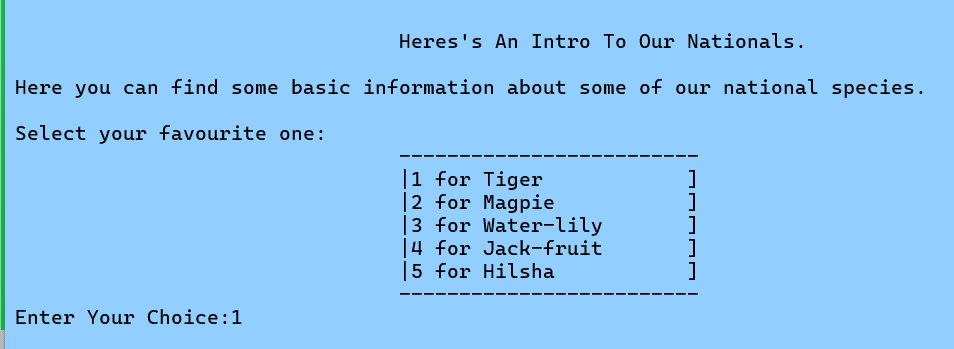 Heres's An Intro To Our Nationals.
Here you can find some basic information about some of our national species.
Select your favourite one:
-------------------------
|1 for Tiger ]
|2 for Magpie ]
|3 for Water-lily ]
|4 for Jack-fruit ]
|5 for Hilsha ]
-------------------------
Enter Your Choice:1